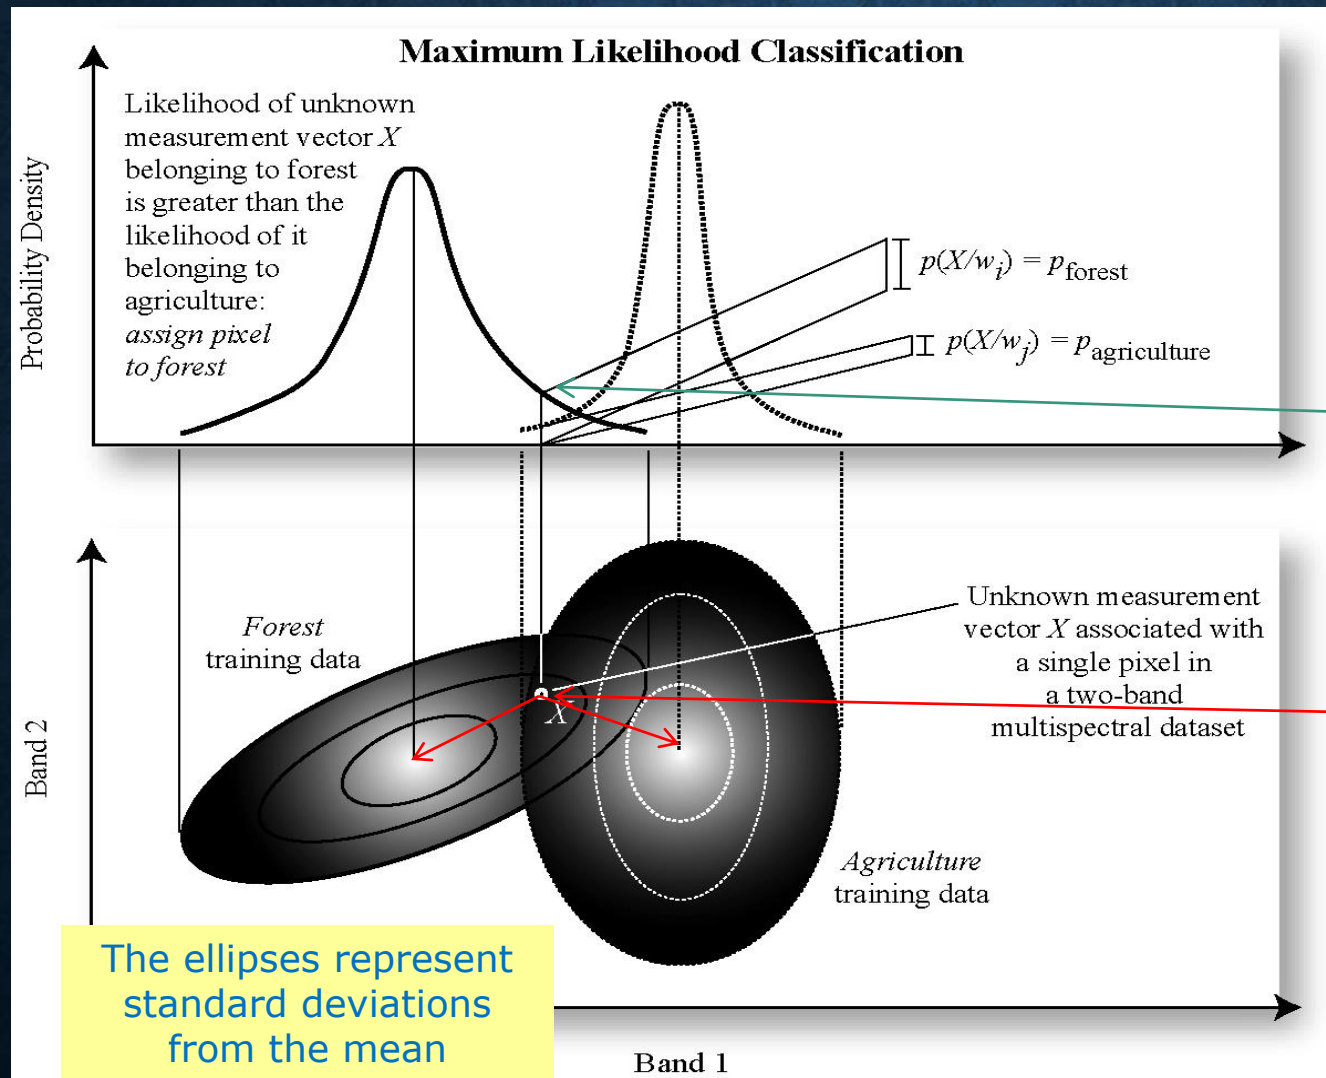 Maximum Likelihood Classification
Probability Density
Likelihood of unknown
measurement vector X
belonging to forest
is greater than the
likelihood of it
belonging to
agriculture:
assign pixel
to forest
p(X/wᵢ) = p_forest
p(X/wⱼ) = p_agriculture
Band 2
Forest
training data
X
Unknown measurement
vector X associated with
a single pixel in
a two-band
multispectral dataset
Agriculture
training data
The ellipses represent
standard deviations
from the mean
Band 1